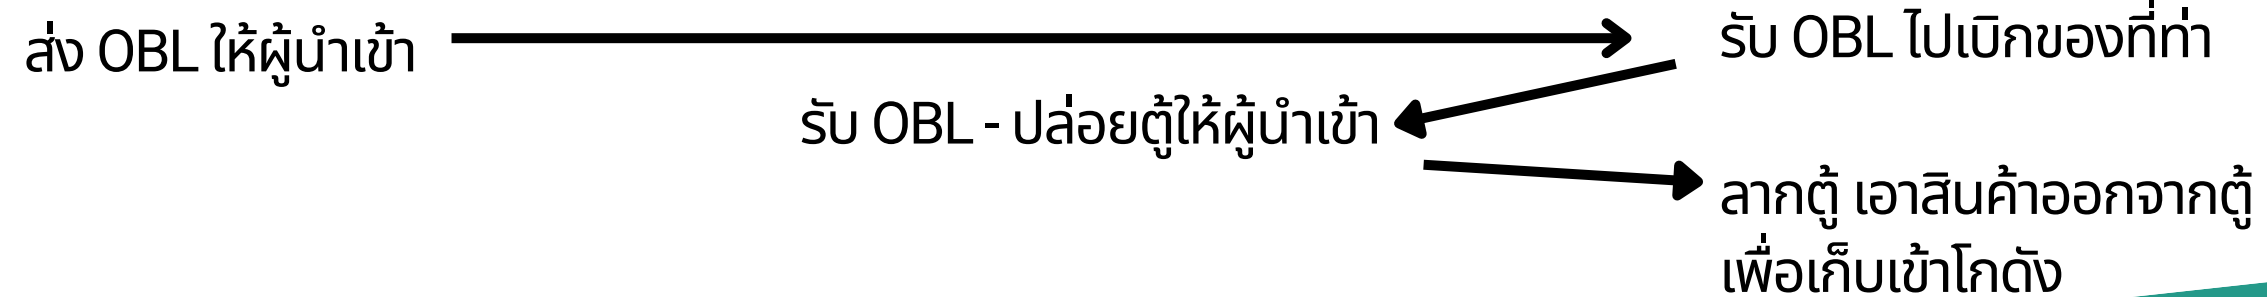 ส่ง OBL ให้ผู้นำเข้า
รับ OBL ไปเบิกของที่ท่า
รับ OBL - ปล่อยตู้ให้ผู้นำเข้า
ลากตู้ เอาสินค้าออกจากตู้
เพื่อเก็บเข้าโกดัง